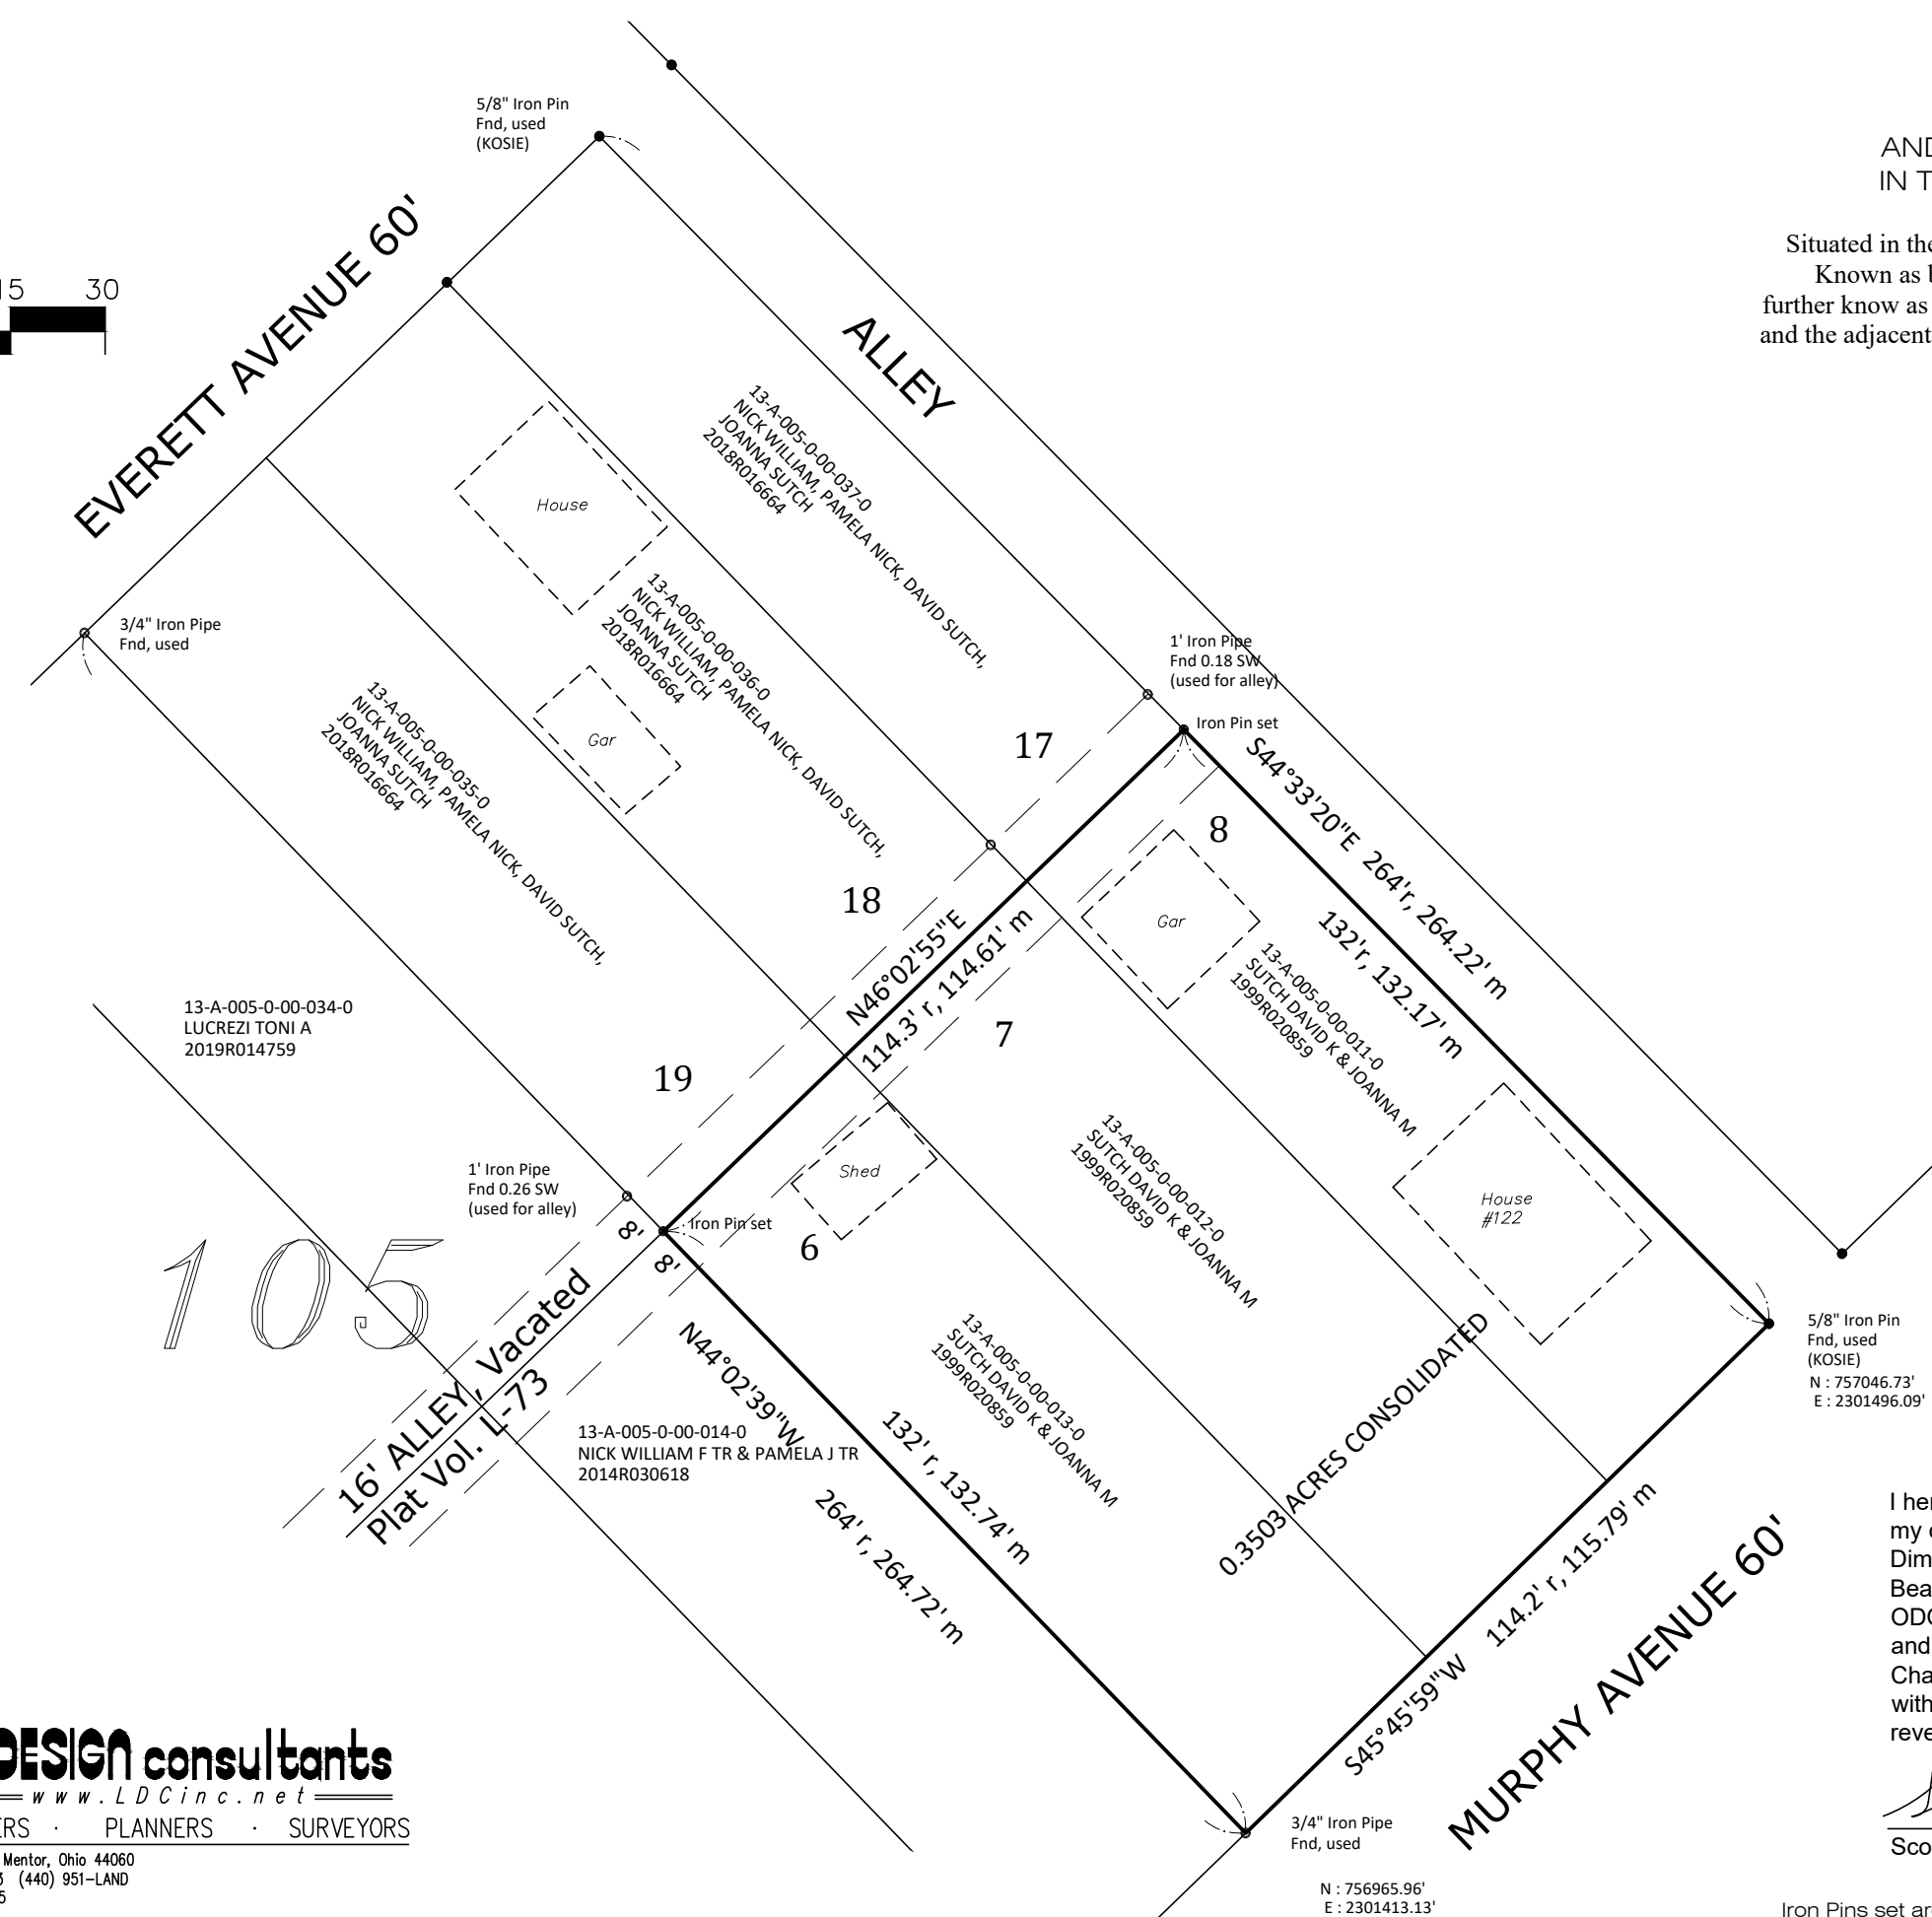 5/8" Iron Pin
Fnd, used
(KOSIE)
EVERETT AVENUE 60'
15 30
ALLEY
AND
IN T
Situated in the
Known as b
further know as
and the adjacent
13-A-005-0-00-037-0
NICK WILLIAM, PAMELA NICK, DAVID SUTCH,
JOANNA SUTCH
2018R016664
House
13-A-005-0-00-036-0
NICK WILLIAM, PAMELA NICK, DAVID SUTCH,
JOANNA SUTCH
2018R016664
Gar
3/4" Iron Pipe
Fnd, used
13-A-005-0-00-035-0
NICK WILLIAM, PAMELA NICK, DAVID SUTCH,
JOANNA SUTCH
2018R016664
1' Iron Pipe
Fnd 0.18 SW
(used for alley)
Iron Pin set
17
18
19
8
7
6
S44°33'20"E 264'r, 264.22' m
132'r, 132.17' m
N46°02'55"E
114.3' r, 114.61' m
Gar
13-A-005-0-00-011-0
SUTCH DAVID K & JOANNA M
1999R020859
House
#122
13-A-005-0-00-034-0
LUCREZI TONI A
2019R014759
1' Iron Pipe
Fnd 0.26 SW
(used for alley)
Iron Pin set
Shed
13-A-005-0-00-012-0
SUTCH DAVID K & JOANNA M
1999R020859
105
8'
8'
16' ALLEY, Vacated
Plat Vol. L-73
N44°02'39"W
132' r, 132.74' m
264' r, 264.72' m
13-A-005-0-00-013-0
SUTCH DAVID K & JOANNA M
1999R020859
13-A-005-0-00-014-0
NICK WILLIAM F TR & PAMELA J TR
2014R030618
0.3503 ACRES CONSOLIDATED
5/8" Iron Pin
Fnd, used
(KOSIE)
N : 757046.73'
E : 2301496.09'
S45°45'59"W 114.2' r, 115.79' m
MURPHY AVENUE 60'
3/4" Iron Pipe
Fnd, used
N : 756965.96'
E : 2301413.13'
I her
my d
Dim
Bea
ODO
and
Cha
with
reve
Sco
Iron Pins set ar
DESIGN consultants
www.LDCinc.net
ERS · PLANNERS · SURVEYORS
Mentor, Ohio 44060
(440) 951-LAND